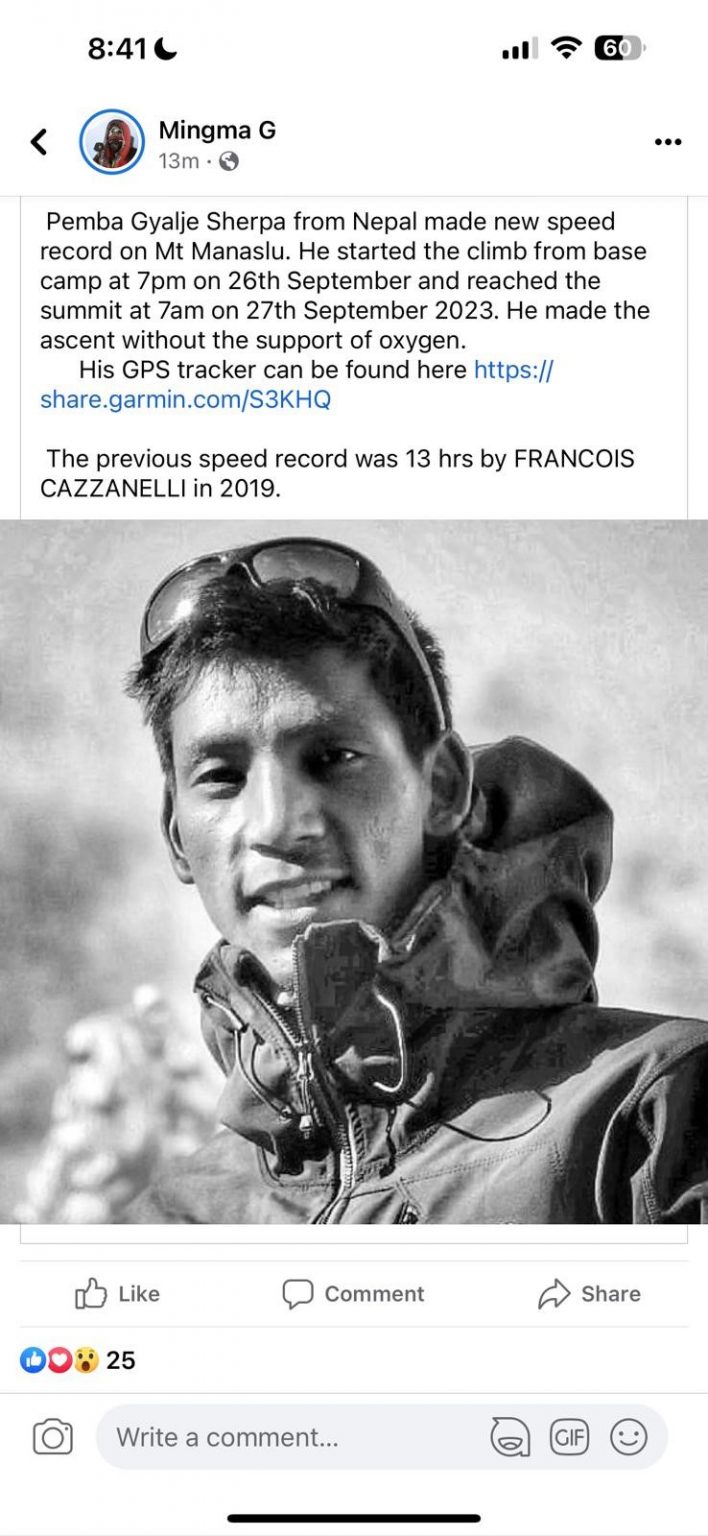 8:41
60
Mingma G
13m ·
Pemba Gyalje Sherpa from Nepal made new speed
record on Mt Manaslu. He started the climb from base
camp at 7pm on 26th September and reached the
summit at 7am on 27th September 2023. He made the
ascent without the support of oxygen.
His GPS tracker can be found here https://
share.garmin.com/S3KHQ
The previous speed record was 13 hrs by FRANCOIS
CAZZANELLI in 2019.
Like Comment Share
25
Write a comment... GIF